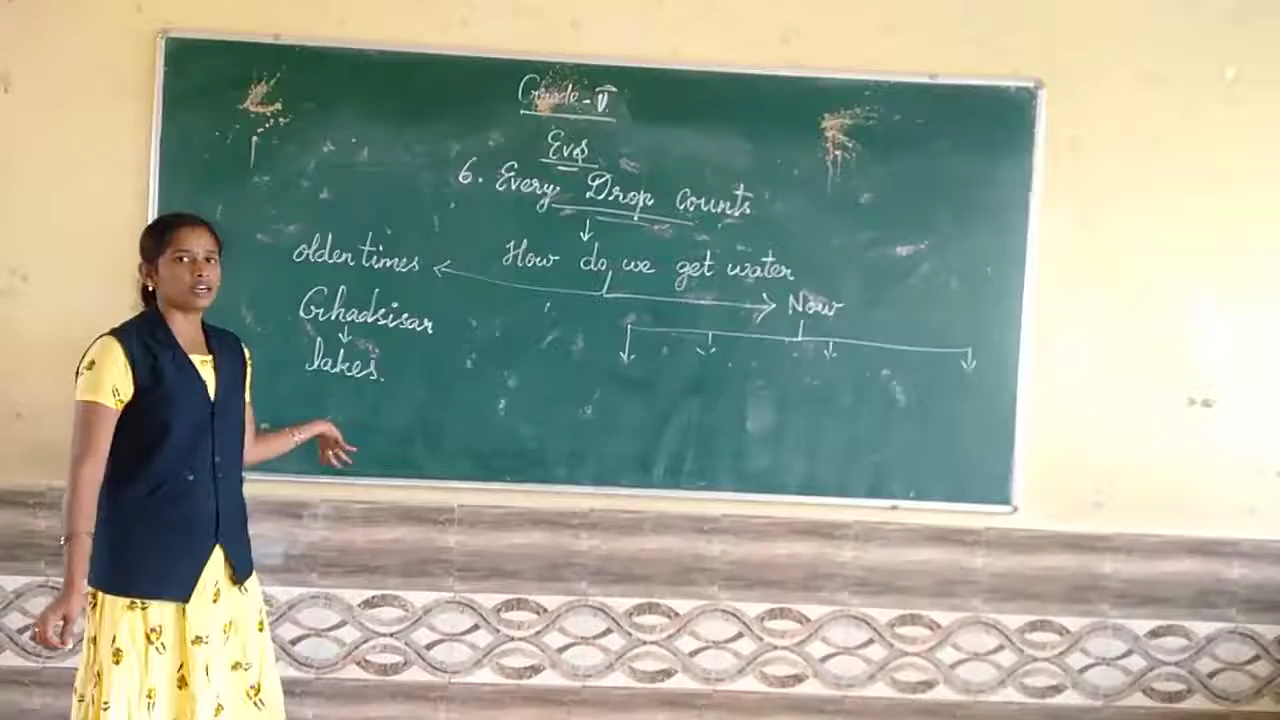 Grade - V
Evs
6. Every Drop Counts
How do we get water
olden times
Now
Ghadsisar
lakes.